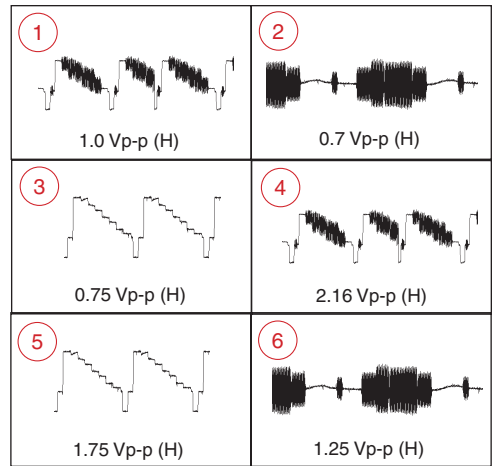 1
1.0 Vp-p (H)
2
0.7 Vp-p (H)
3
0.75 Vp-p (H)
4
2.16 Vp-p (H)
5
1.75 Vp-p (H)
6
1.25 Vp-p (H)